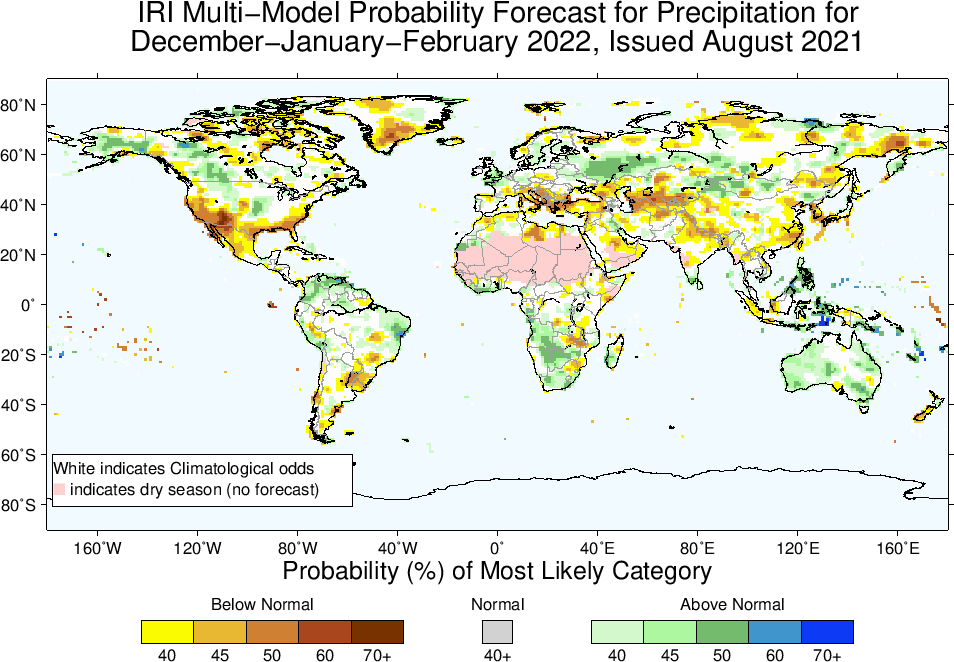 IRI Multi−Model Probability Forecast for Precipitation for
December−January−February 2022, Issued August 2021
80˚N
60˚N
40˚N
20˚N
0˚
20˚S
40˚S
60˚S
80˚S
White indicates Climatological odds
indicates dry season (no forecast)
160˚W 120˚W 80˚W 40˚W 0˚ 40˚E 80˚E 120˚E 160˚E
Probability (%) of Most Likely Category
Below Normal Normal Above Normal
40 45 50 60 70+ 40+ 40 45 50 60 70+